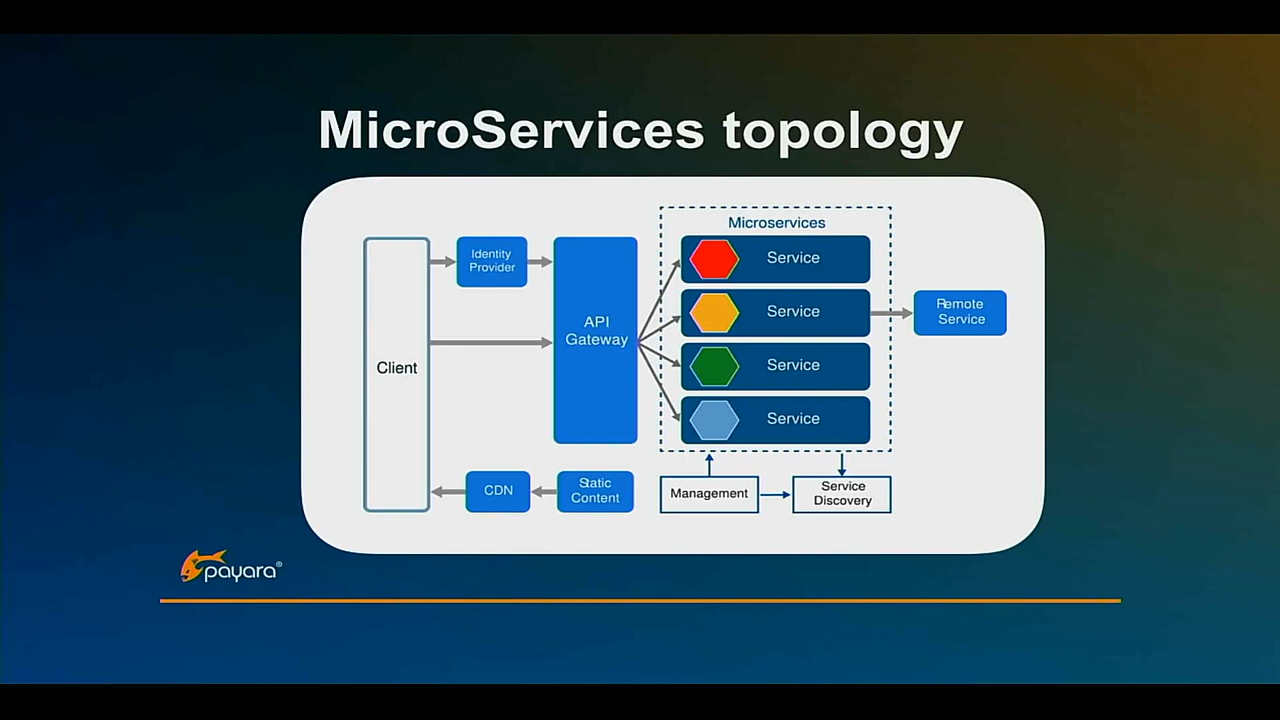 MicroServices topology
Microservices
Identity
Provider
API
Gateway
Client
Service
Service
Service
Service
Remote
Service
CDN
Static
Content
Management
Service
Discovery
payara®